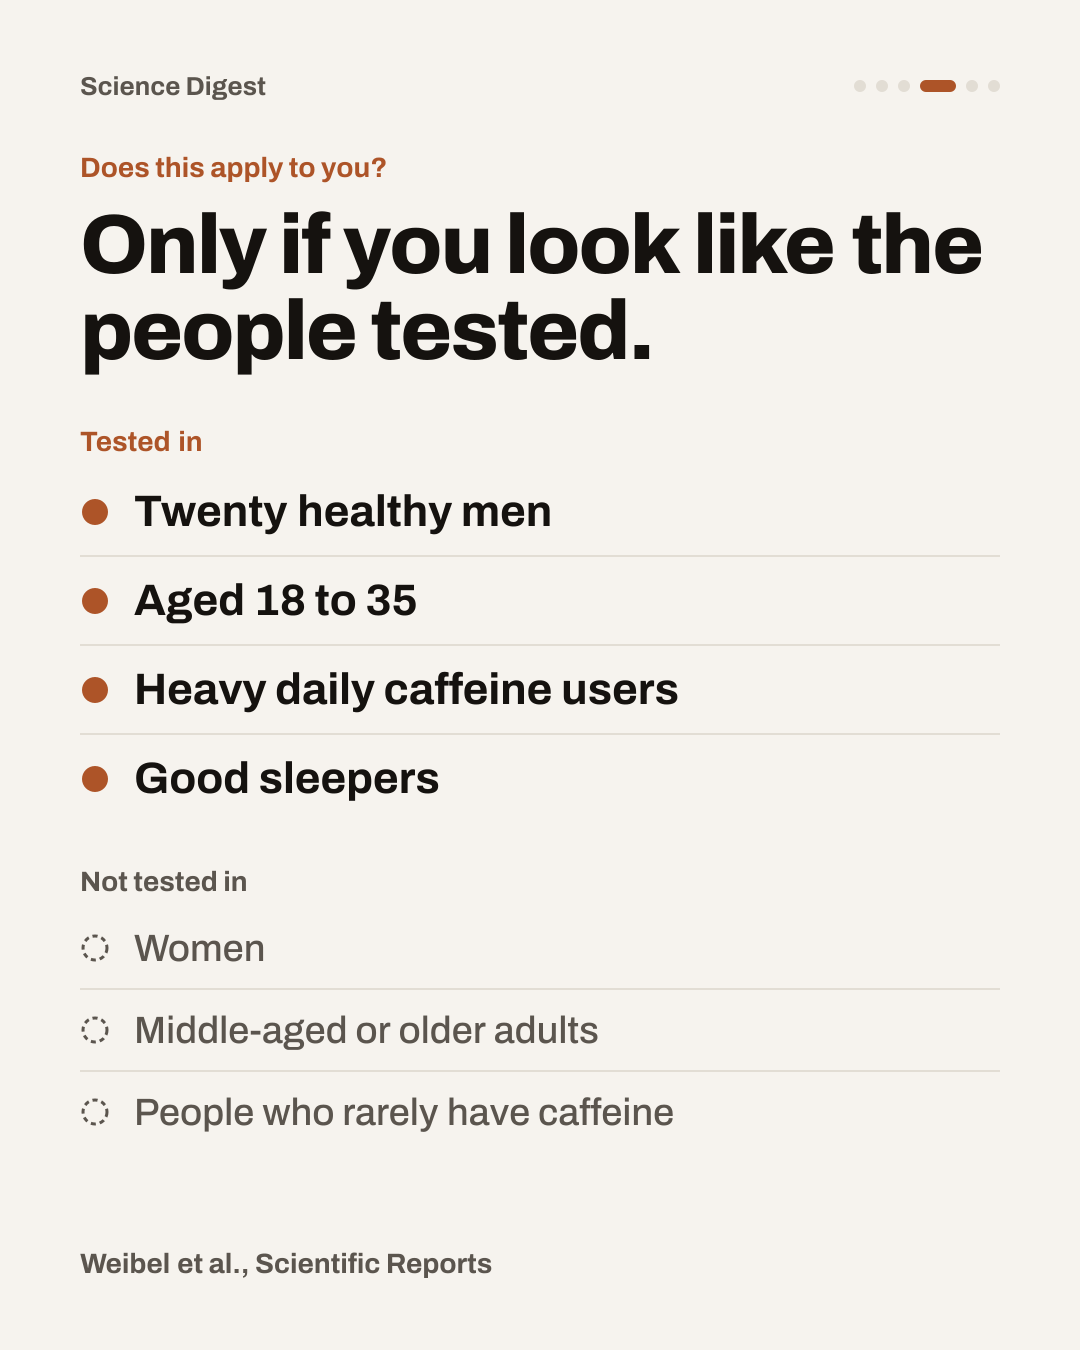 Science Digest
Does this apply to you?
Only if you look like the
people tested.
Tested in
Twenty healthy men
Aged 18 to 35
Heavy daily caffeine users
Good sleepers
Not tested in
Women
Middle-aged or older adults
People who rarely have caffeine
Weibel et al., Scientific Reports